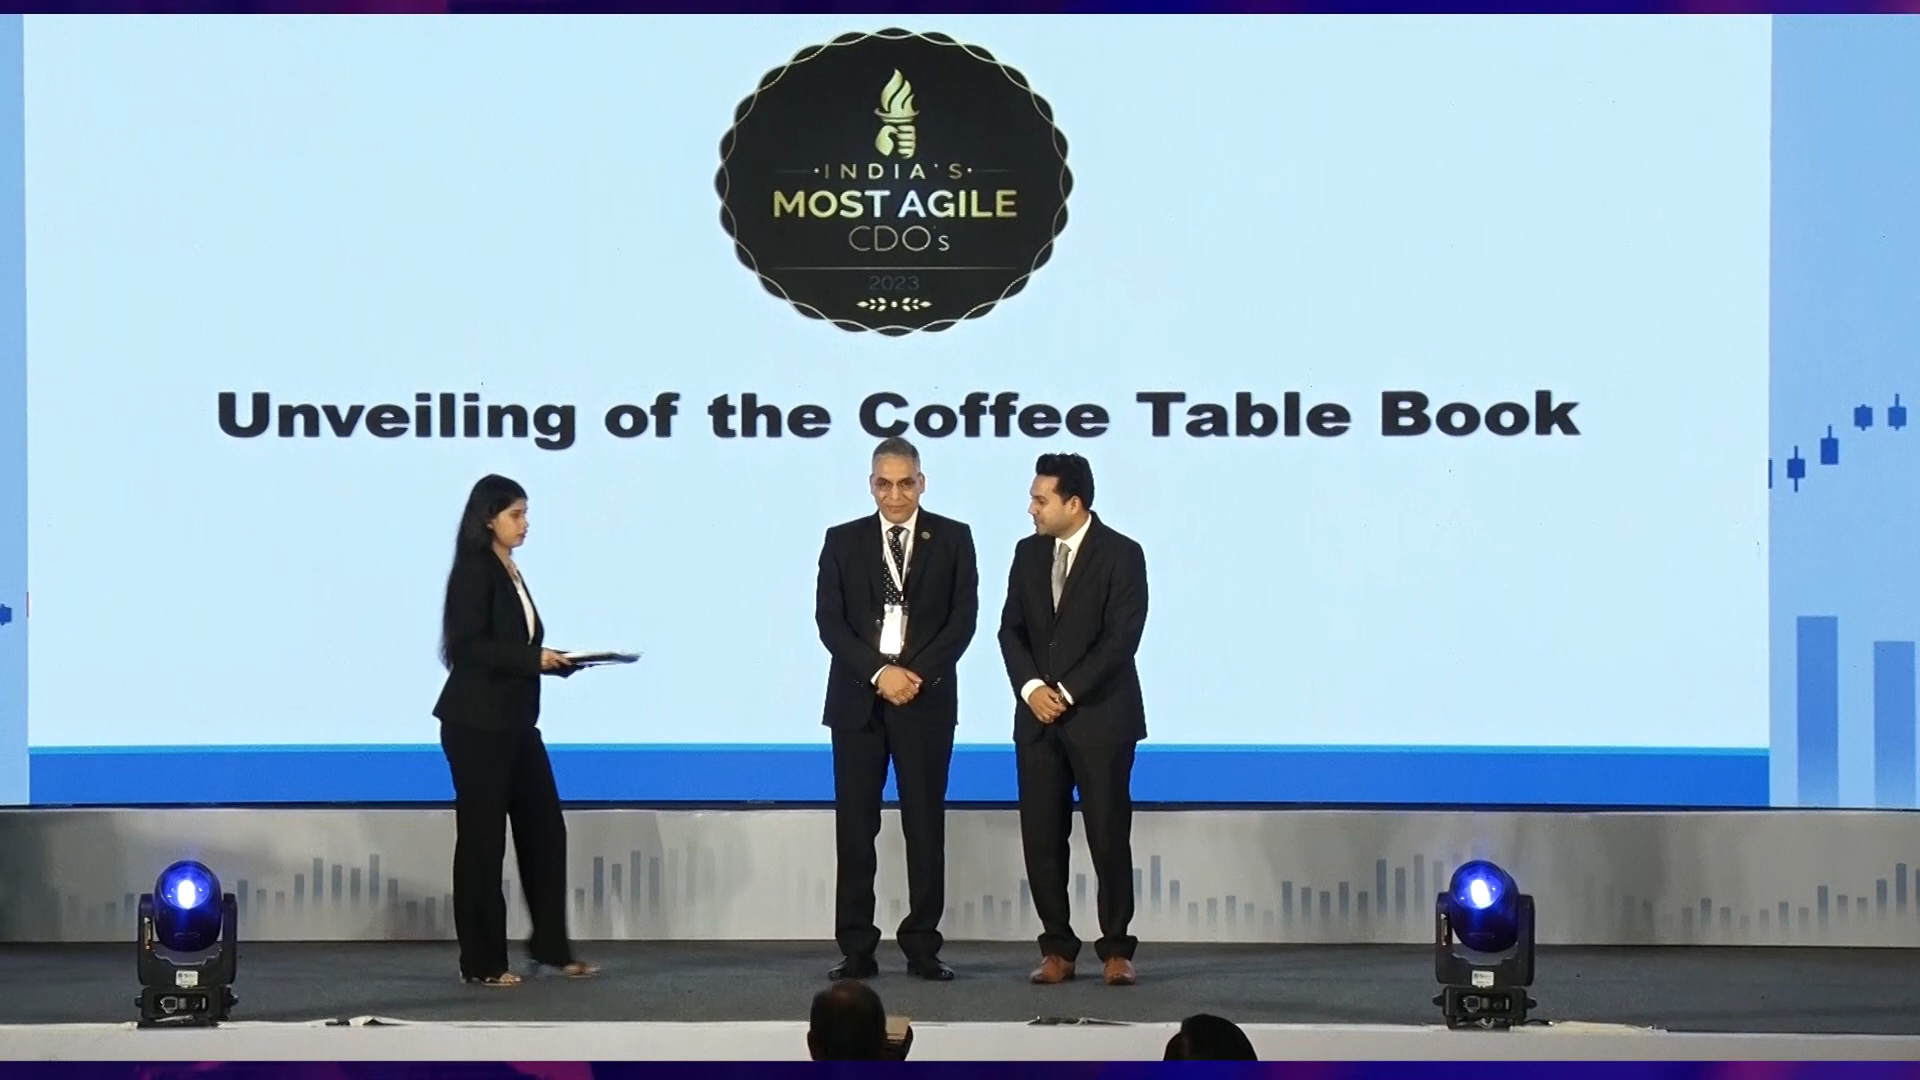 ·INDIA'S·
MOST AGILE
CDO's
2023
Unveiling of the Coffee Table Book